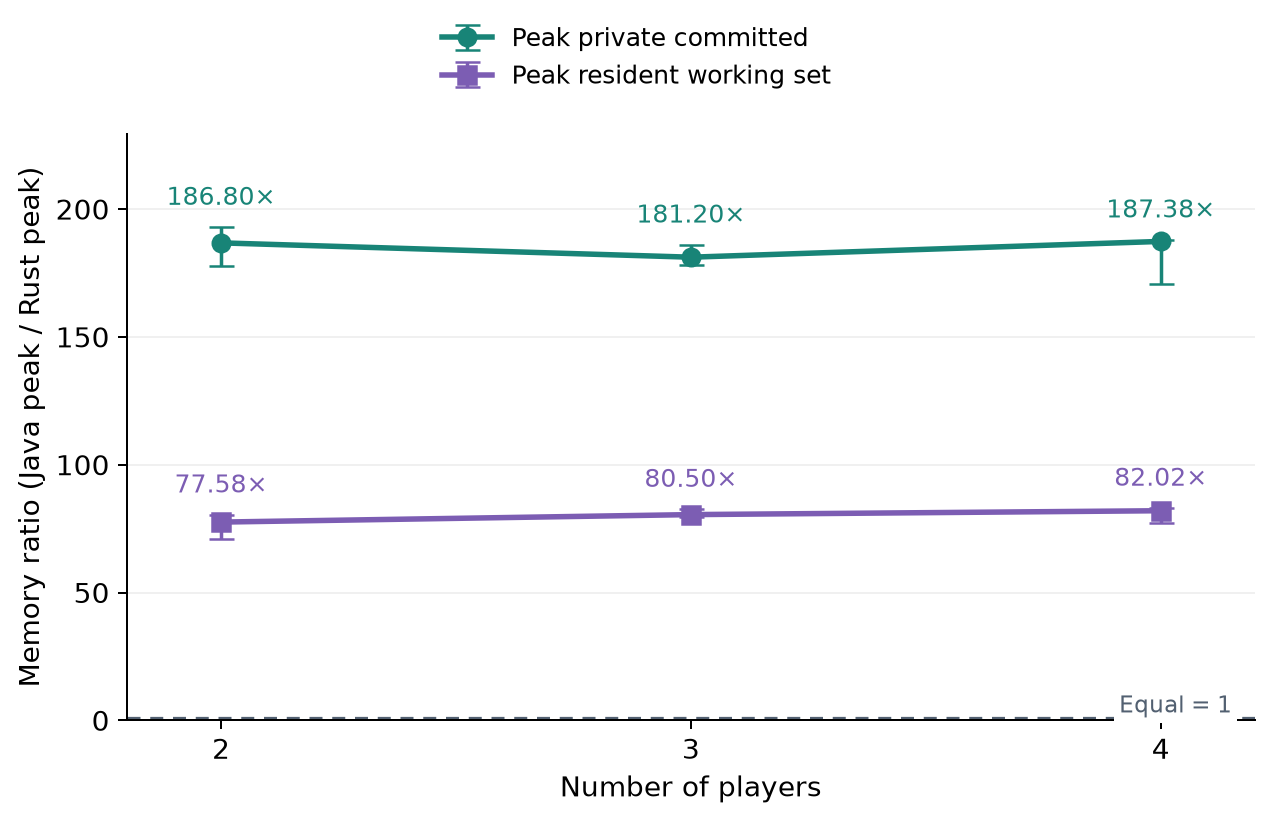 Peak private committed
Peak resident working set
Memory ratio (Java peak / Rust peak)
200
150
100
50
0
186.80×
181.20×
187.38×
77.58×
80.50×
82.02×
Equal = 1
2
3
4
Number of players